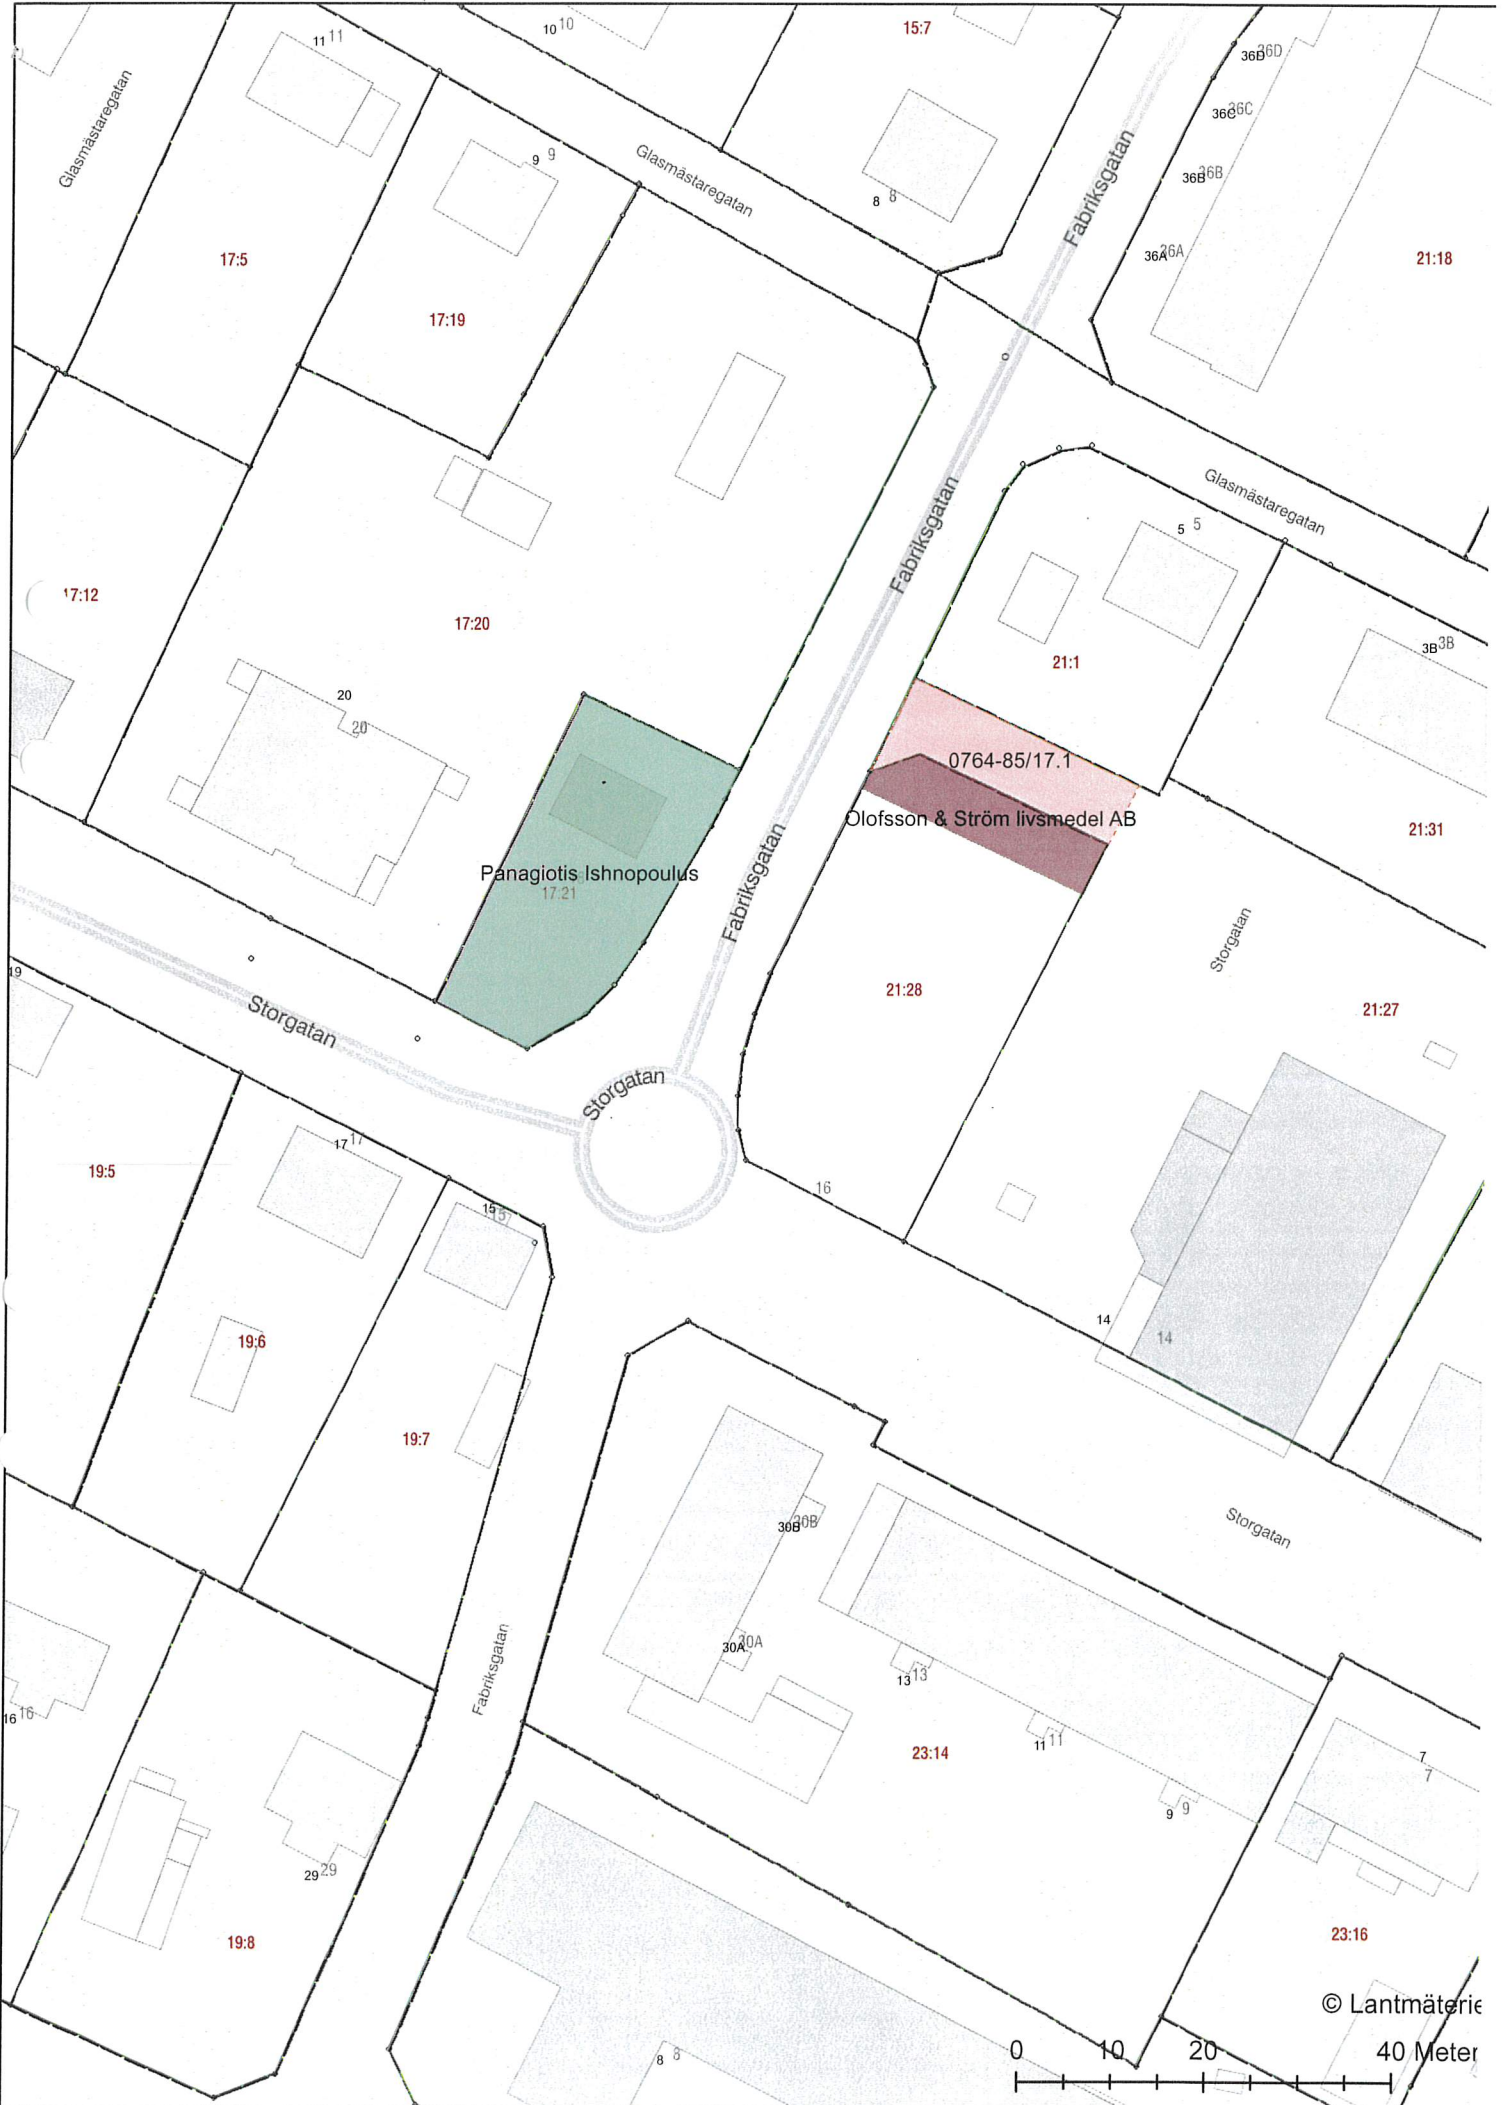 11 11
10 10
15:7
36D 36D
36C 36C
Glasmästaregatan
9 9
Glasmästaregatan
Fabriksgatan
36B 36B
8 8
36A 36A
17:5
21:18
17:19
Glasmästaregatan
Fabriksgatan
5 5
17:12
17:20
21:1
3B 3B
20
20
0764-85/17.1
Olofsson & Ström livsmedel AB
21:31
Panagiotis Ishnopoulus
17:21
Fabriksgatan
Storgatan
19
21:28
21:27
Storgatan
Storgatan
17 17
19:5
16
15 15
14
14
19:6
19:7
30B 30B
Storgatan
30A 30A
Fabriksgatan
13 13
16 16
11 11
23:14
7
7
9 9
29 29
19:8
23:16
© Lantmäterie
8 8
0 10 20 40 Meter